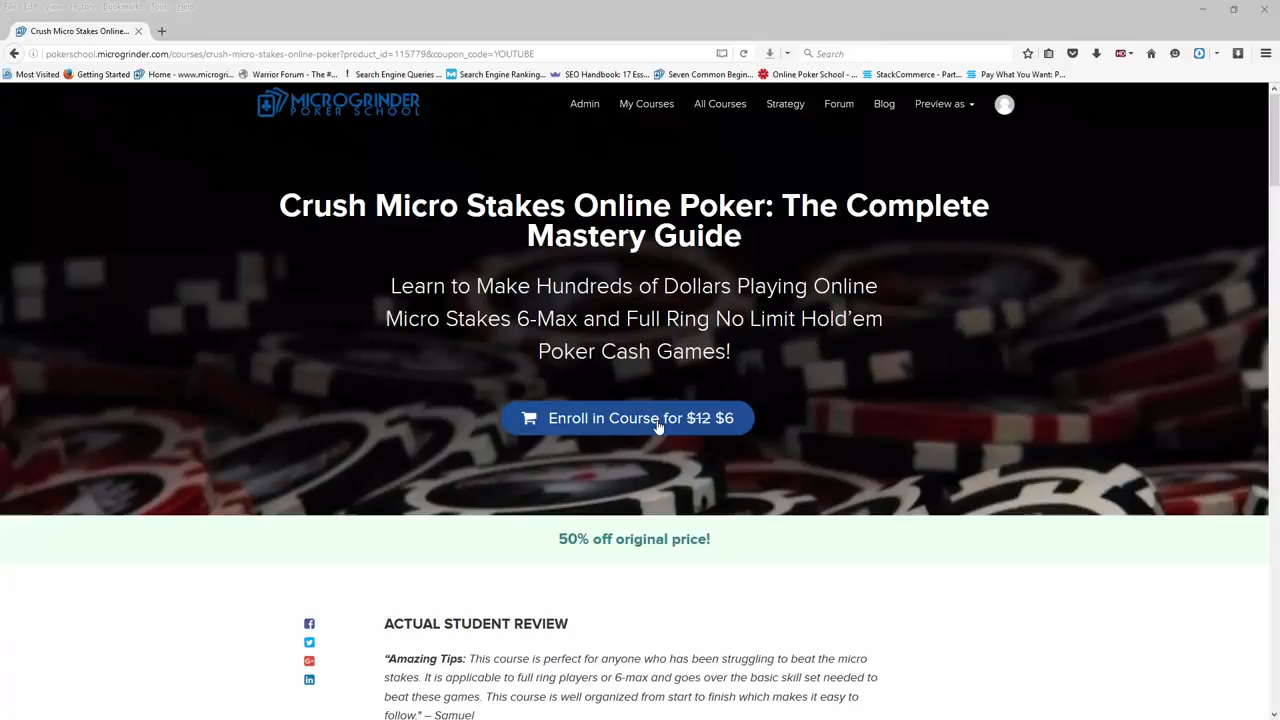 File Edit View History Bookmarks Tools Help
Crush Micro Stakes Online...
pokerschool.microgrinder.com/courses/crush-micro-stakes-online-poker?product_id=115779&coupon_code=YOUTUBE
Search
Most Visited Getting Started Home - www.microgri... Warrior Forum - The #... Search Engine Queries ... Search Engine Ranking... SEO Handbook: 17 Ess... Seven Common Begin... Online Poker School - ... StackCommerce - Part... Pay What You Want: P...
MICROGRINDER
POKER SCHOOL
Admin My Courses All Courses Strategy Forum Blog Preview as
Crush Micro Stakes Online Poker: The Complete
Mastery Guide
Learn to Make Hundreds of Dollars Playing Online
Micro Stakes 6-Max and Full Ring No Limit Hold’em
Poker Cash Games!
Enroll in Course for $12 $6
50% off original price!
ACTUAL STUDENT REVIEW
“Amazing Tips: This course is perfect for anyone who has been struggling to beat the micro
stakes. It is applicable to full ring players or 6-max and goes over the basic skill set needed to
beat these games. This course is well organized from start to finish which makes it easy to
follow." – Samuel